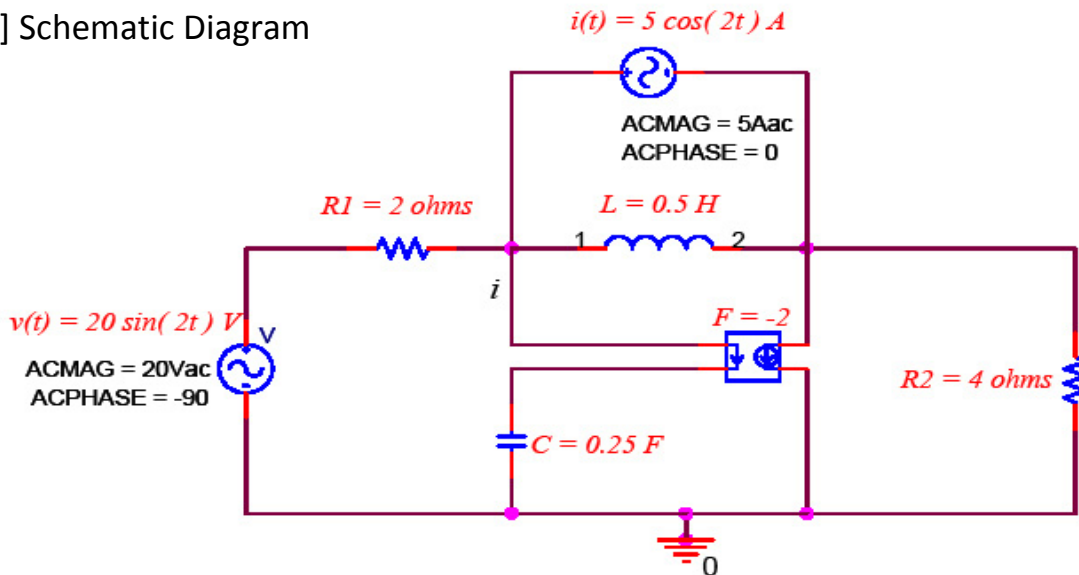 ] Schematic Diagram
i(t) = 5 cos( 2t ) A
ACMAG = 5Aac
ACPHASE = 0
R1 = 2 ohms
L = 0.5 H
1
2
i
v(t) = 20 sin( 2t ) V
V
F = -2
ACMAG = 20Vac
ACPHASE = -90
R2 = 4 ohms
C = 0.25 F
0